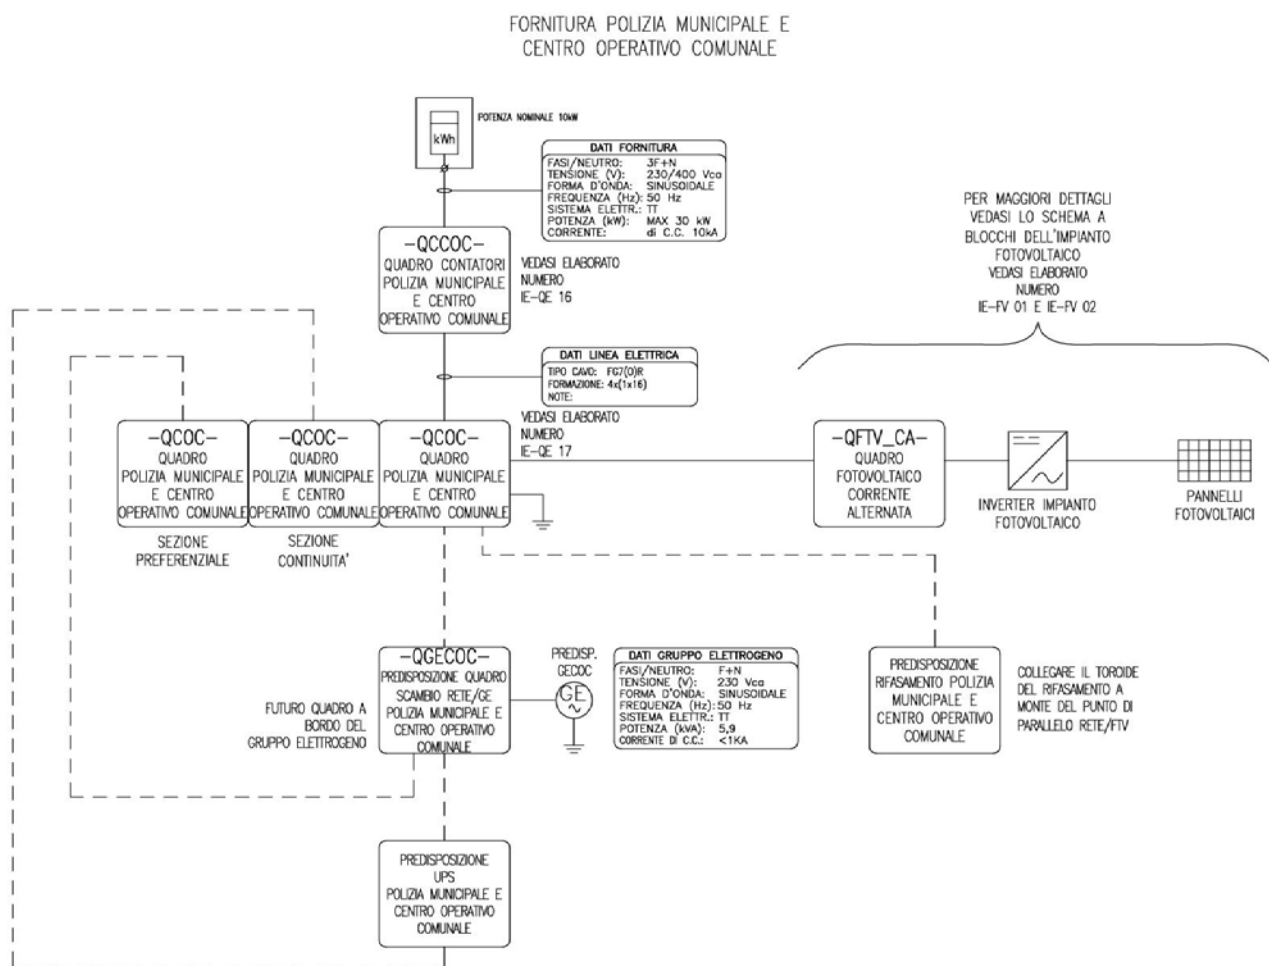 FORNITURA POLIZIA MUNICIPALE E
CENTRO OPERATIVO COMUNALE
kWh
POTENZA NOMINALE 10kW
DATI FORNITURA
FASI/NEUTRO: 3F+N
TENSIONE (V): 230/400 Vca
FORMA D'ONDA: SINUSOIDALE
FREQUENZA (Hz): 50 Hz
SISTEMA ELETTR.: TT
POTENZA (kW): MAX 30 kW
CORRENTE: di C.C. 10kA
-QCCOC-
QUADRO CONTATORI
POLIZIA MUNICIPALE
E CENTRO
OPERATIVO COMUNALE
VEDASI ELABORATO
NUMERO
IE-QE 16
PER MAGGIORI DETTAGLI
VEDASI LO SCHEMA A
BLOCCHI DELL'IMPIANTO
FOTOVOLTAICO
VEDASI ELABORATO
NUMERO
IE-FV 01 E IE-FV 02
DATI LINEA ELETTRICA
TIPO CAVO: FG7(O)R
FORMAZIONE: 4x(1x16)
NOTE:
VEDASI ELABORATO
NUMERO
IE-QE 17
-QCOC-
QUADRO
POLIZIA MUNICIPALE
E CENTRO
OPERATIVO COMUNALE
SEZIONE
PREFERENZIALE
-QCOC-
QUADRO
POLIZIA MUNICIPALE
E CENTRO
OPERATIVO COMUNALE
SEZIONE
CONTINUITA'
-QCOC-
QUADRO
POLIZIA MUNICIPALE
E CENTRO
OPERATIVO COMUNALE
-QFTV_CA-
QUADRO
FOTOVOLTAICO
CORRENTE
ALTERNATA
INVERTER IMPIANTO
FOTOVOLTAICO
PANNELLI
FOTOVOLTAICI
FUTURO QUADRO A
BORDO DEL
GRUPPO ELETTROGENO
-QGECOC-
PREDISPOSIZIONE QUADRO
SCAMBIO RETE/GE
POLIZIA MUNICIPALE E
CENTRO OPERATIVO
COMUNALE
PREDISP.
GECOC
GE
DATI GRUPPO ELETTROGENO
FASI/NEUTRO: F+N
TENSIONE (V): 230 Vca
FORMA D'ONDA: SINUSOIDALE
FREQUENZA (Hz): 50 Hz
SISTEMA ELETTR.: TT
POTENZA (kVA): 5,9
CORRENTE DI C.C.: <1KA
PREDISPOSIZIONE
RIFASAMENTO POLIZIA
MUNICIPALE E
CENTRO OPERATIVO
COMUNALE
COLLEGARE IL TOROIDE
DEL RIFASAMENTO A
MONTE DEL PUNTO DI
PARALLELO RETE/FTV
PREDISPOSIZIONE
UPS
POLIZIA MUNICIPALE E
CENTRO OPERATIVO
COMUNALE